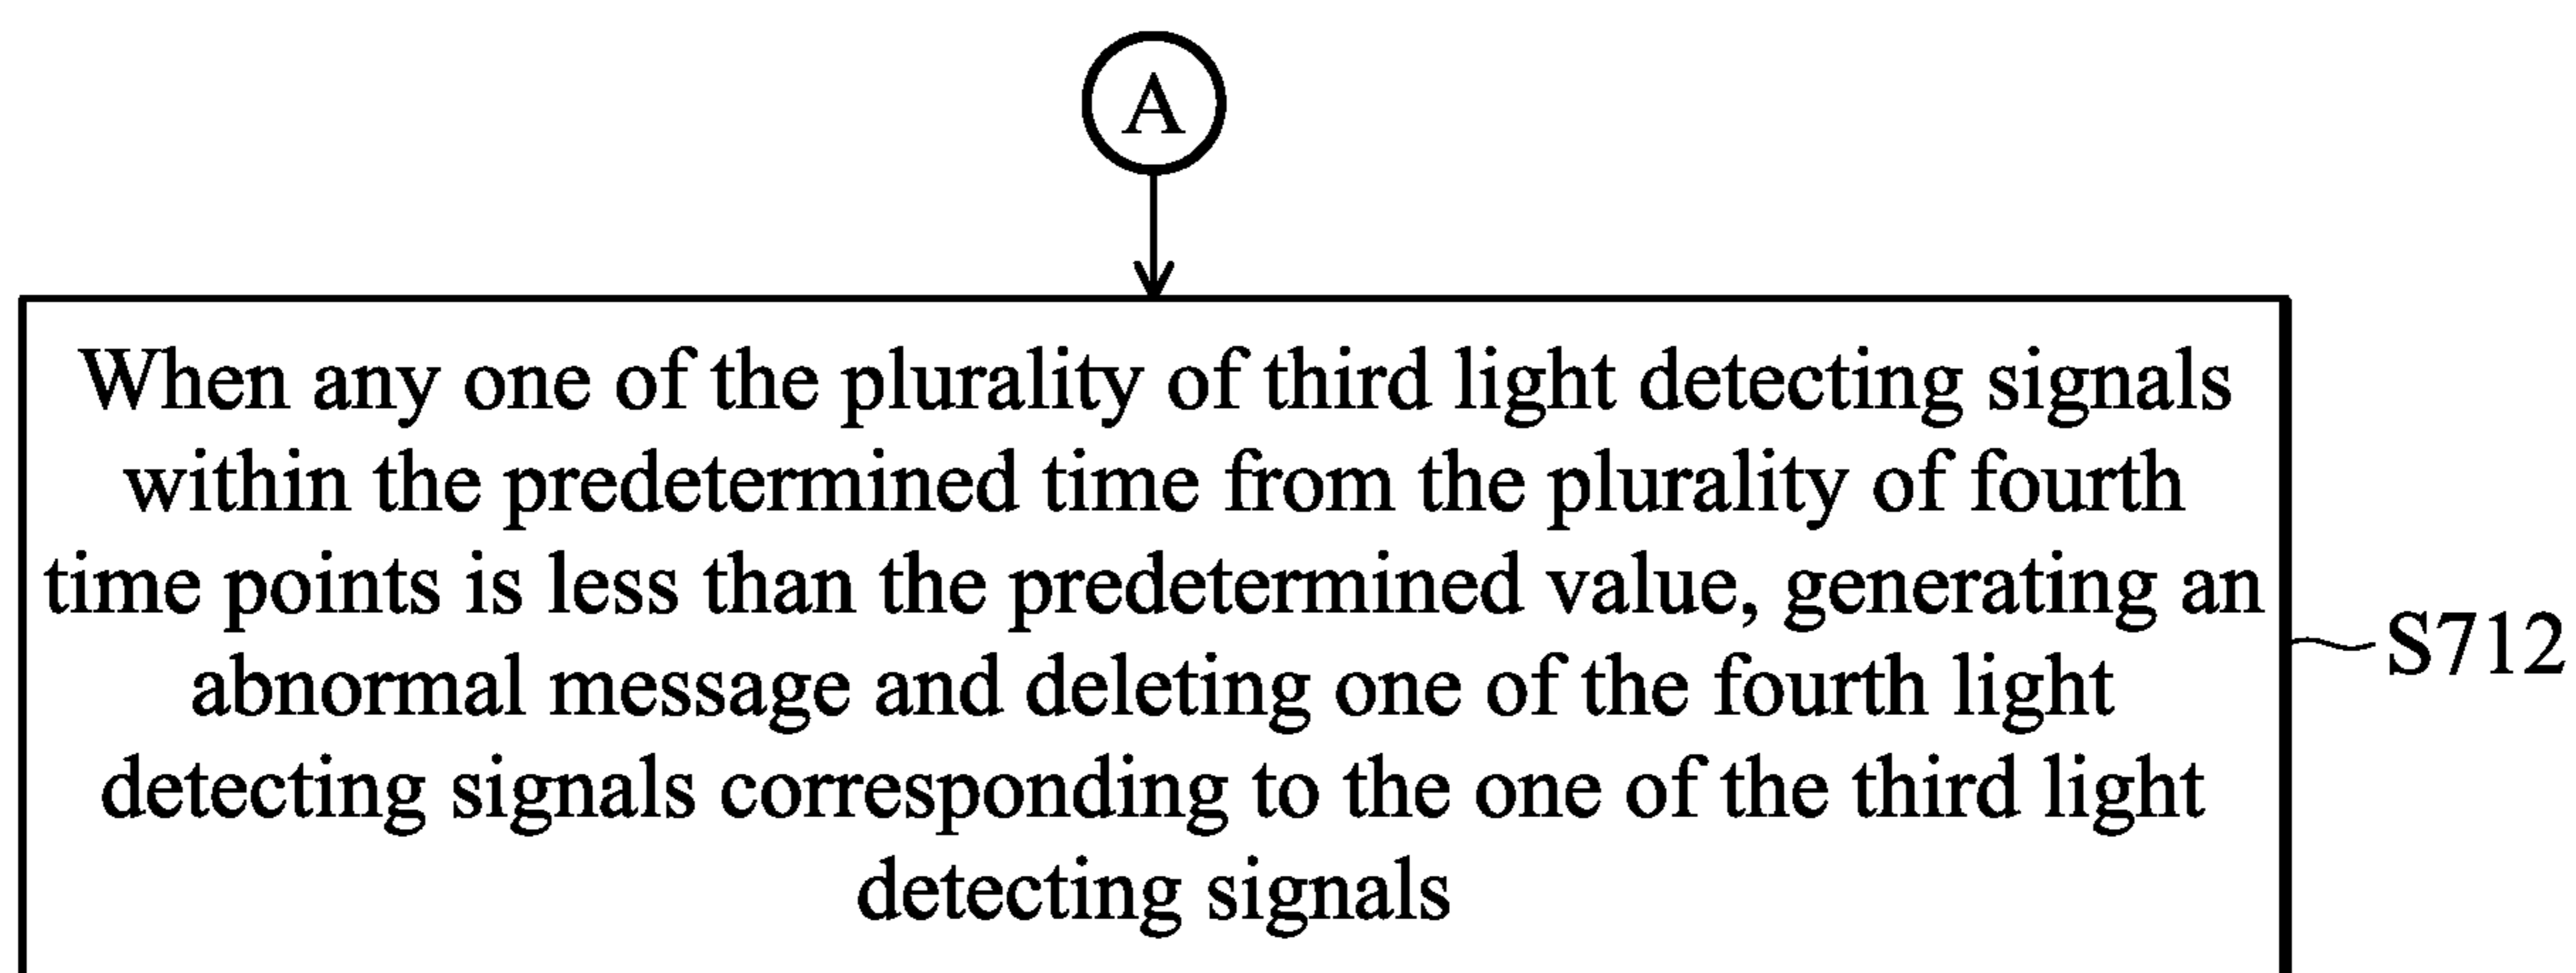 A
When any one of the plurality of third light detecting signals
within the predetermined time from the plurality of fourth
time points is less than the predetermined value, generating an
abnormal message and deleting one of the fourth light
detecting signals corresponding to the one of the third light
detecting signals
S712